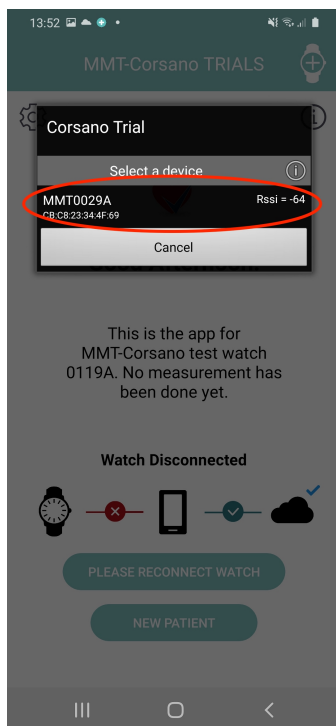 13:52
MMT-Corsano TRIALS
Corsano Trial
Select a device
MMT0029A
Rssi = -64
CB:C8:23:34:4F:69
Cancel
This is the app for
MMT-Corsano test watch
0119A. No measurement has
been done yet.
Watch Disconnected
PLEASE RECONNECT WATCH
NEW PATIENT